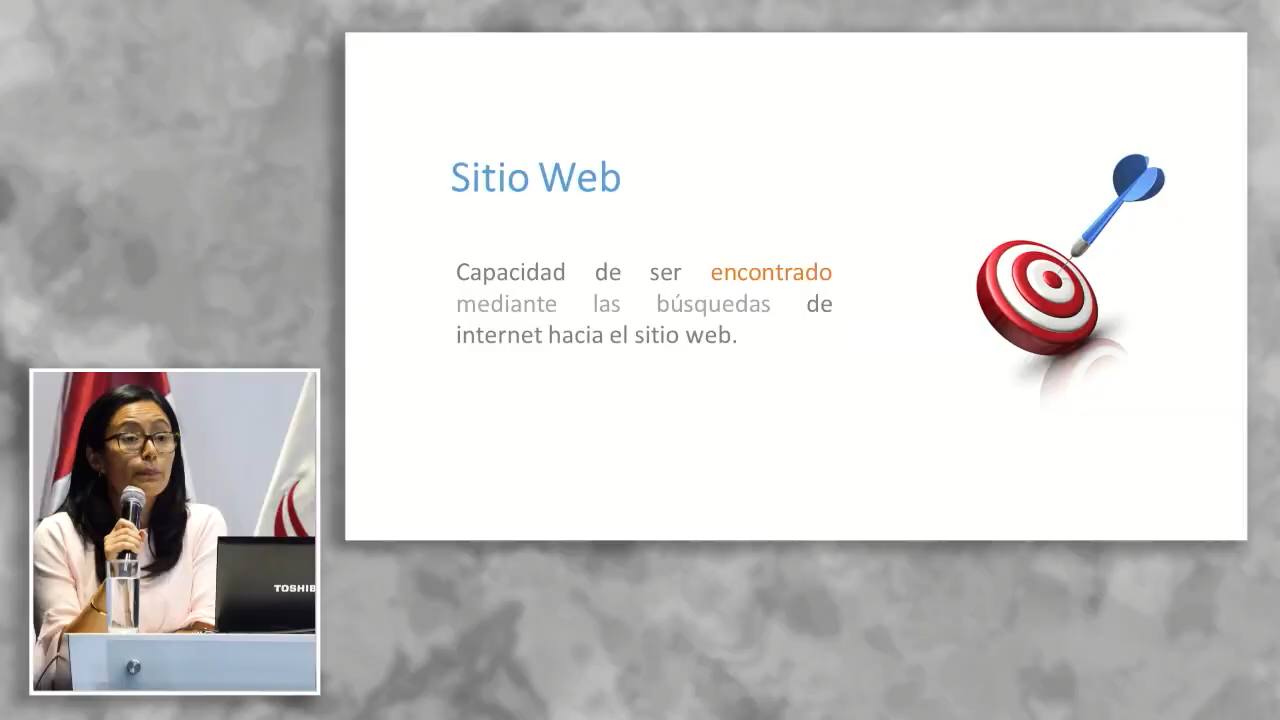 Sitio Web
Capacidad de ser encontrado
mediante las búsquedas de
internet hacia el sitio web.
TOSHIB